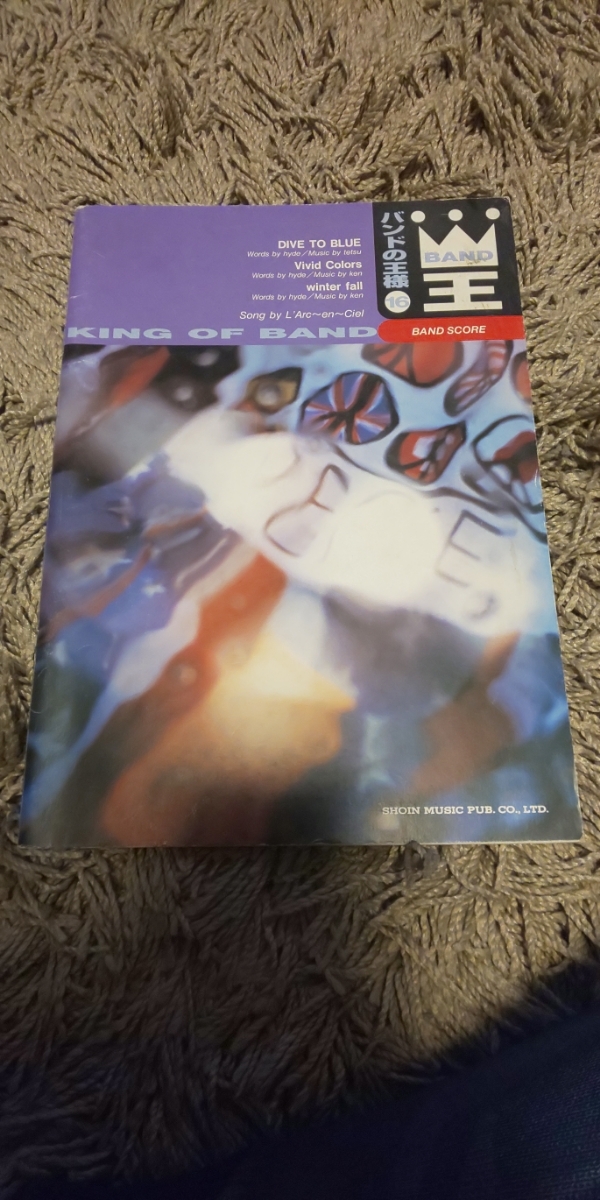 DIVE TO BLUE
Words by hyde／Music by tetsu
Vivid Colors
Words by hyde／Music by ken
winter fall
Words by hyde／Music by ken
Song by L'Arc〜en〜Ciel
KING OF BAND
バンドの王様
16
BAND
王
BAND SCORE
SHOIN MUSIC PUB. CO., LTD.